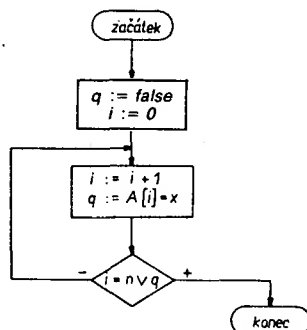 začátek
q := false
i := 0
i := i + 1
q := A[i] = x
i = n ∨ q
-
+
konec